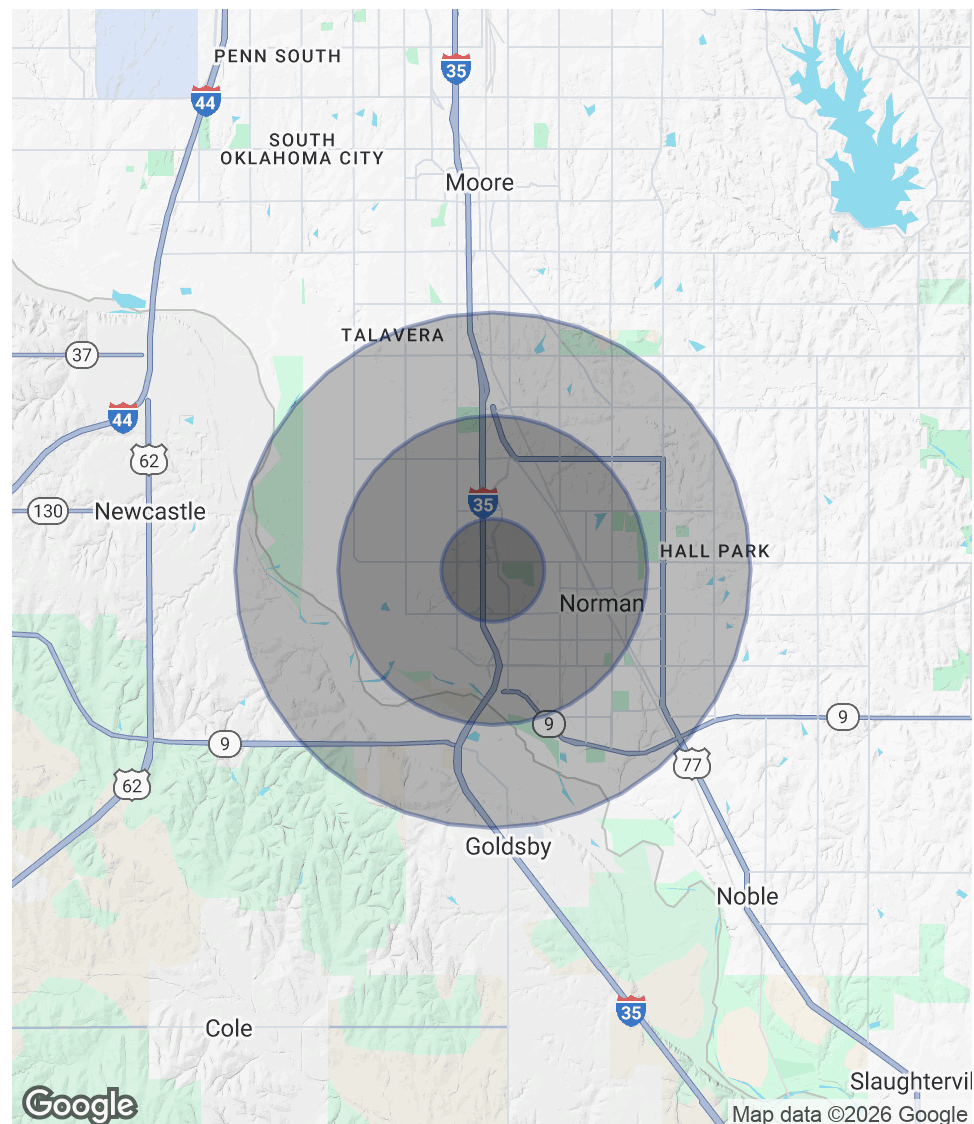 PENN SOUTH
35
44
SOUTH
OKLAHOMA CITY
Moore
TALAVERA
37
44
62
35
130
Newcastle
HALL PARK
Norman
9
9
9
77
62
Goldsby
Noble
35
Cole
Slaughtervil
Google
Map data ©2026 Google